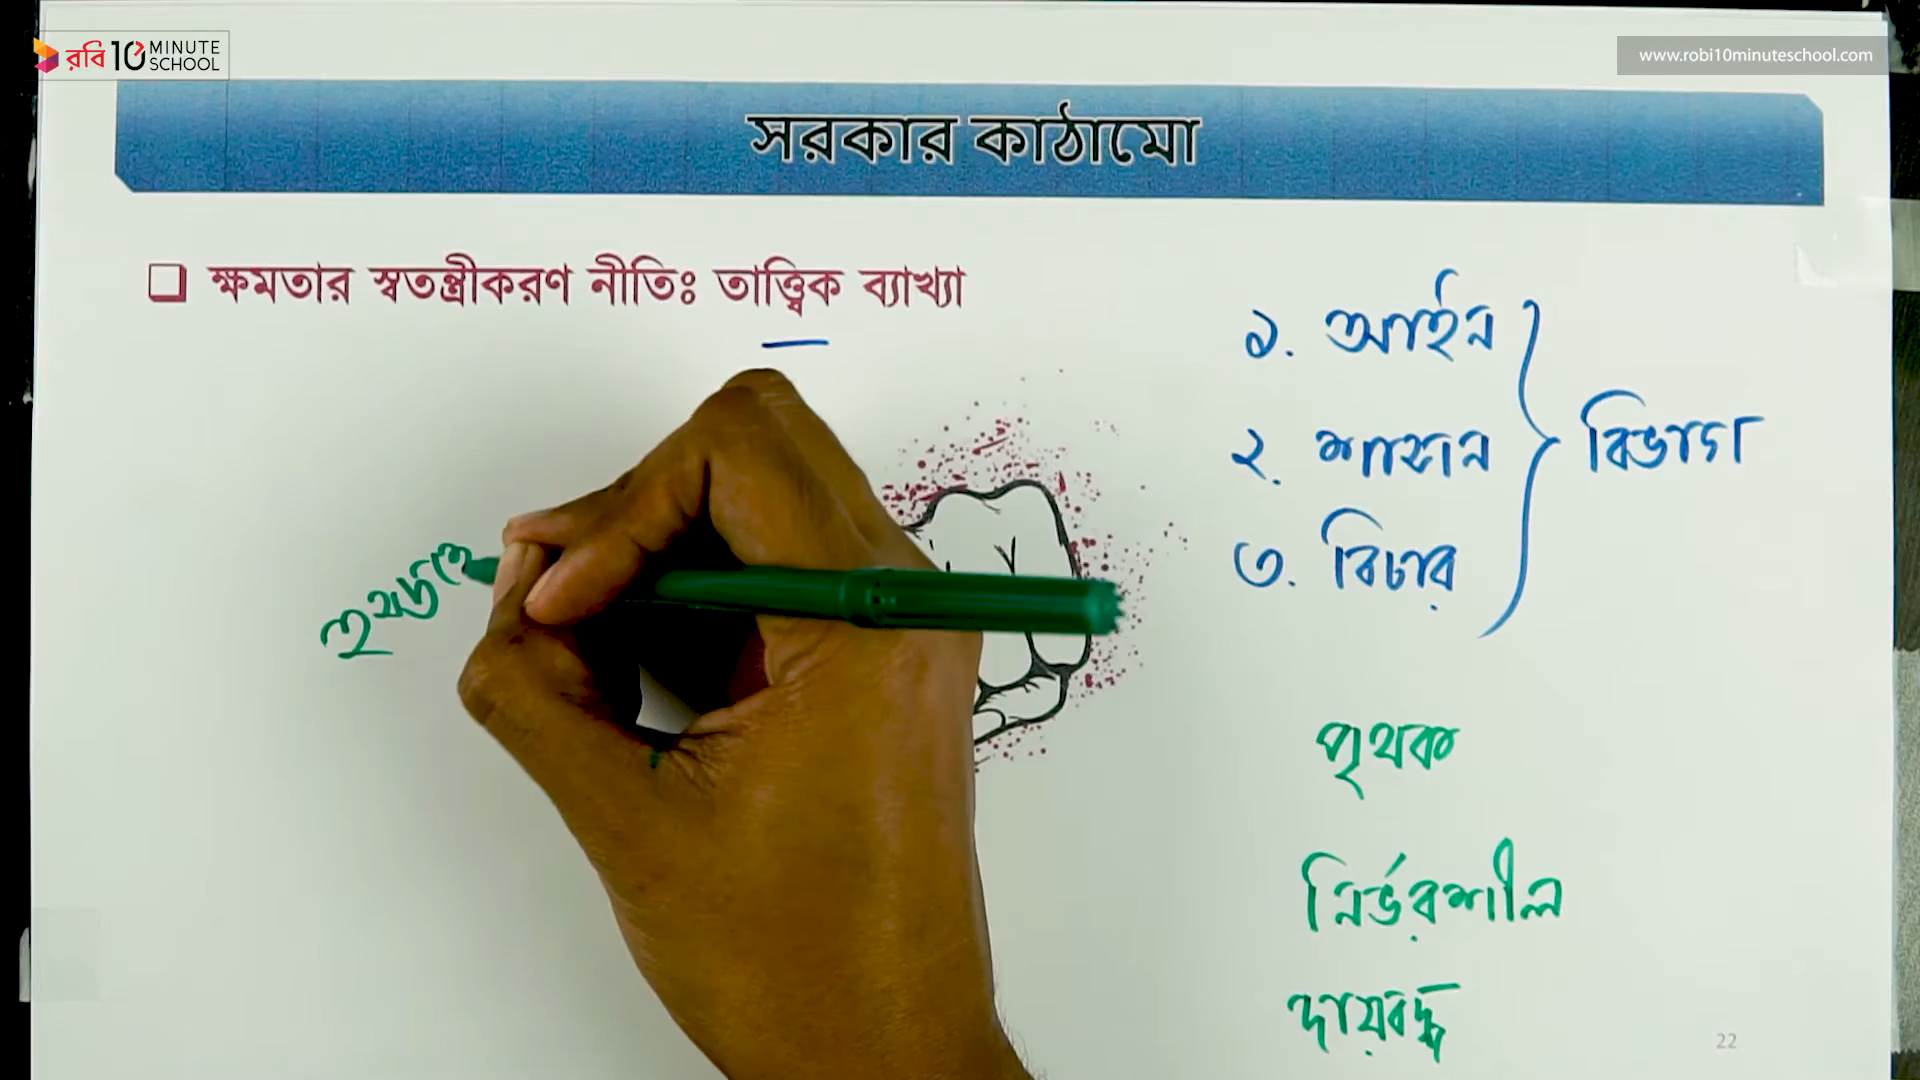 রবি 10 MINUTE SCHOOL
www.robi10minuteschool.com
সরকার কাঠামো
ক্ষমতার স্বতন্ত্রীকরণ নীতিঃ তাত্ত্বিক ব্যাখ্যা
১. আইন
২. শাসন
৩. বিচার
বিভাগ
পৃথক
নির্ভরশীল
দায়বদ্ধ
22